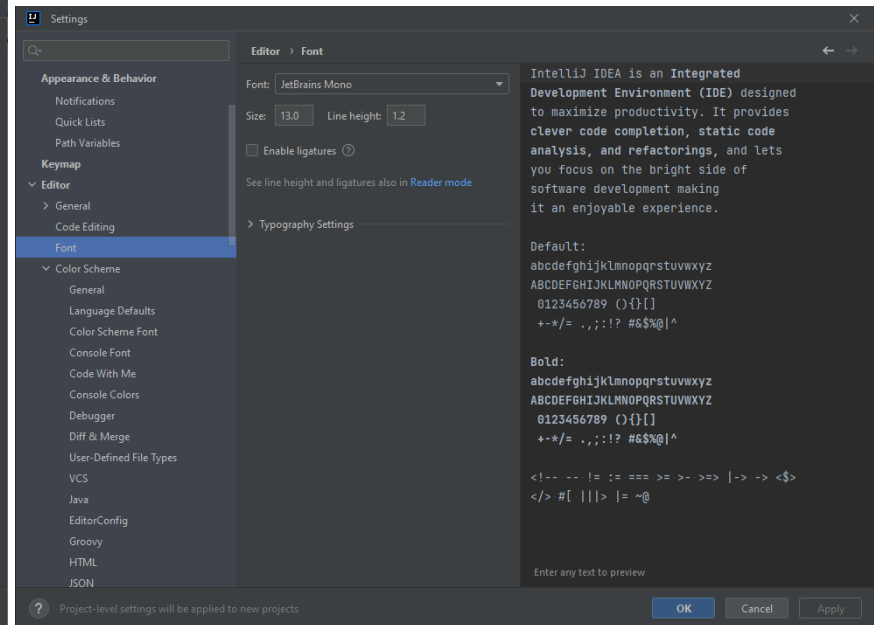 Settings
Appearance & Behavior
Notifications
Quick Lists
Path Variables
Keymap
Editor
General
Code Editing
Font
Color Scheme
General
Language Defaults
Color Scheme Font
Console Font
Code With Me
Console Colors
Debugger
Diff & Merge
User-Defined File Types
VCS
Java
EditorConfig
Groovy
HTML
JSON
Editor › Font
Font: JetBrains Mono
Size: 13.0 Line height: 1.2
Enable ligatures ?
See line height and ligatures also in Reader mode
Typography Settings
IntelliJ IDEA is an Integrated
Development Environment (IDE) designed
to maximize productivity. It provides
clever code completion, static code
analysis, and refactorings, and lets
you focus on the bright side of
software development making
it an enjoyable experience.
Default:
abcdefghijklmnopqrstuvwxyz
ABCDEFGHIJKLMNOPQRSTUVWXYZ
0123456789 (){}[]
+-*/= .,;:!? #&$%@|^
Bold:
abcdefghijklmnopqrstuvwxyz
ABCDEFGHIJKLMNOPQRSTUVWXYZ
0123456789 (){}[]
+-*/= .,;:!? #&$%@|^
<!-- -- != := === >= >- >=> |-> -> <$>
</> #[ |||> |= ~@
Enter any text to preview
? Project-level settings will be applied to new projects
OK Cancel Apply